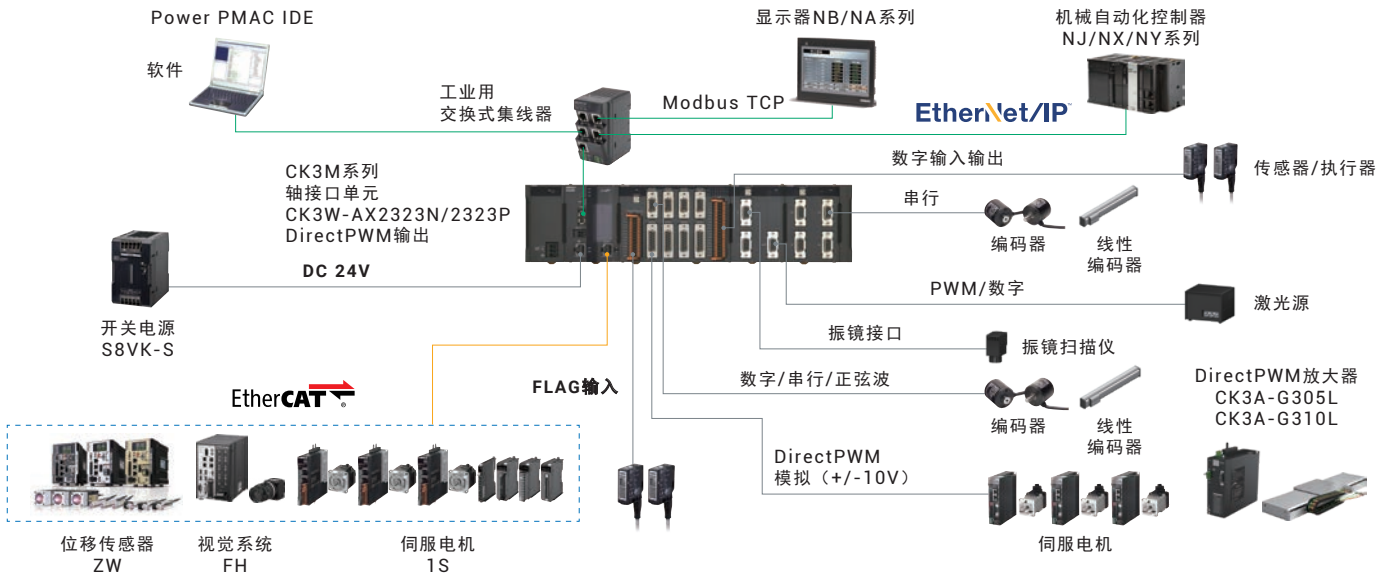 Power PMAC IDE
软件
工业用
交换式集线器
Modbus TCP
显示器NB/NA系列
机械自动化控制器
NJ/NX/NY系列
EtherNet/IP™
数字输入输出
传感器/执行器
CK3M系列
轴接口单元
CK3W-AX2323N/2323P
DirectPWM输出
串行
编码器
线性
编码器
DC 24V
开关电源
S8VK-S
PWM/数字
激光源
振镜接口
振镜扫描仪
EtherCAT®
FLAG输入
数字/串行/正弦波
编码器
线性
编码器
DirectPWM放大器
CK3A-G305L
CK3A-G310L
DirectPWM
模拟（+/-10V）
位移传感器
ZW
视觉系统
FH
伺服电机
1S
伺服电机